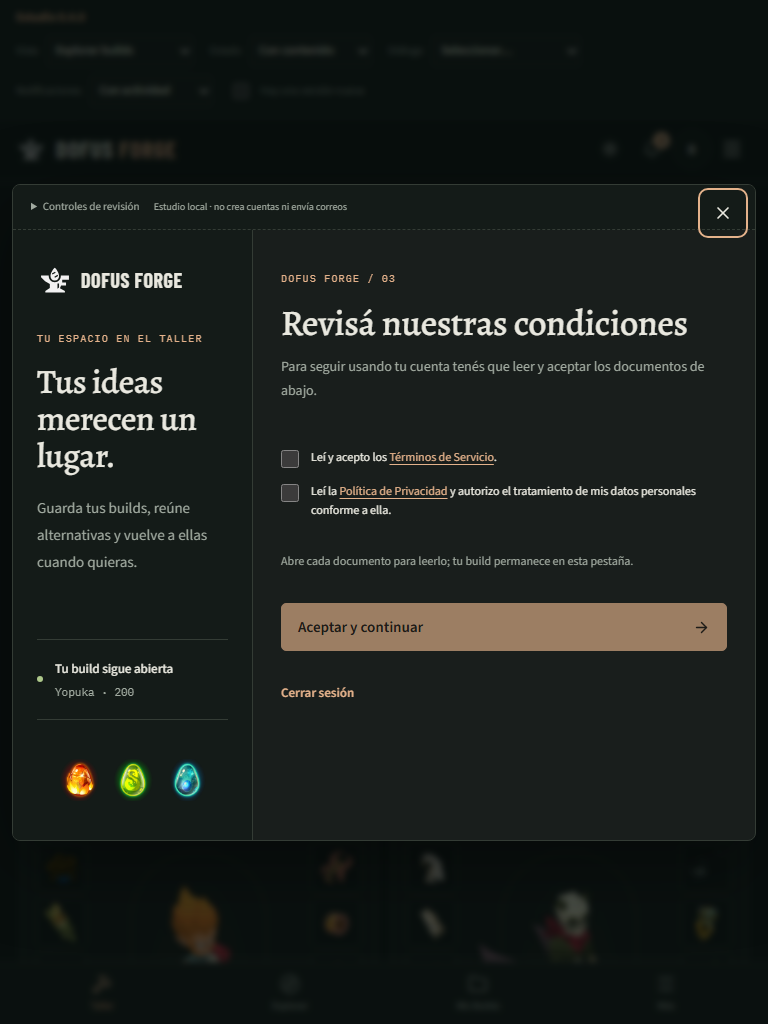 DOFUS FORGE
Controles de revisión
Estudio local · no crea cuentas ni envía correos
DOFUS FORGE
TU ESPACIO EN EL TALLER
Tus ideas
merecen un
lugar.
Guarda tus builds, reúne
alternativas y vuelve a ellas
cuando quieras.
Tu build sigue abierta
Yopuka · 200
DOFUS FORGE / 03
Revisá nuestras condiciones
Para seguir usando tu cuenta tenés que leer y aceptar los documentos de
abajo.
Leí y acepto los Términos de Servicio.
Leí la Política de Privacidad y autorizo el tratamiento de mis datos personales
conforme a ella.
Abre cada documento para leerlo; tu build permanece en esta pestaña.
Aceptar y continuar
Cerrar sesión